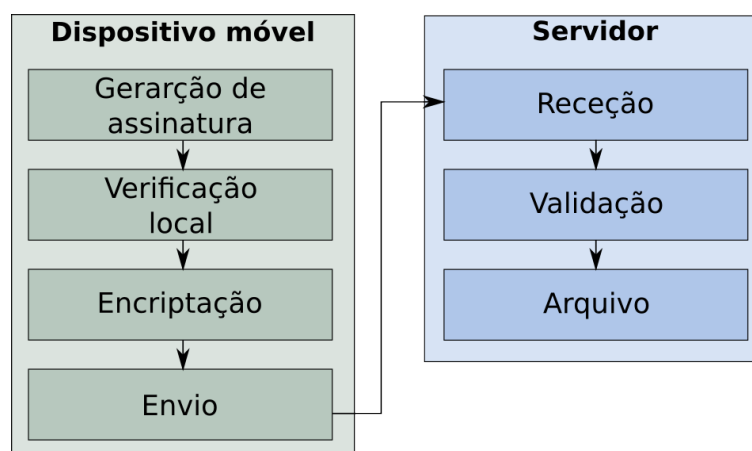 Dispositivo móvel
Gerarção de
assinatura
Verificação
local
Encriptação
Envio
Servidor
Receção
Validação
Arquivo